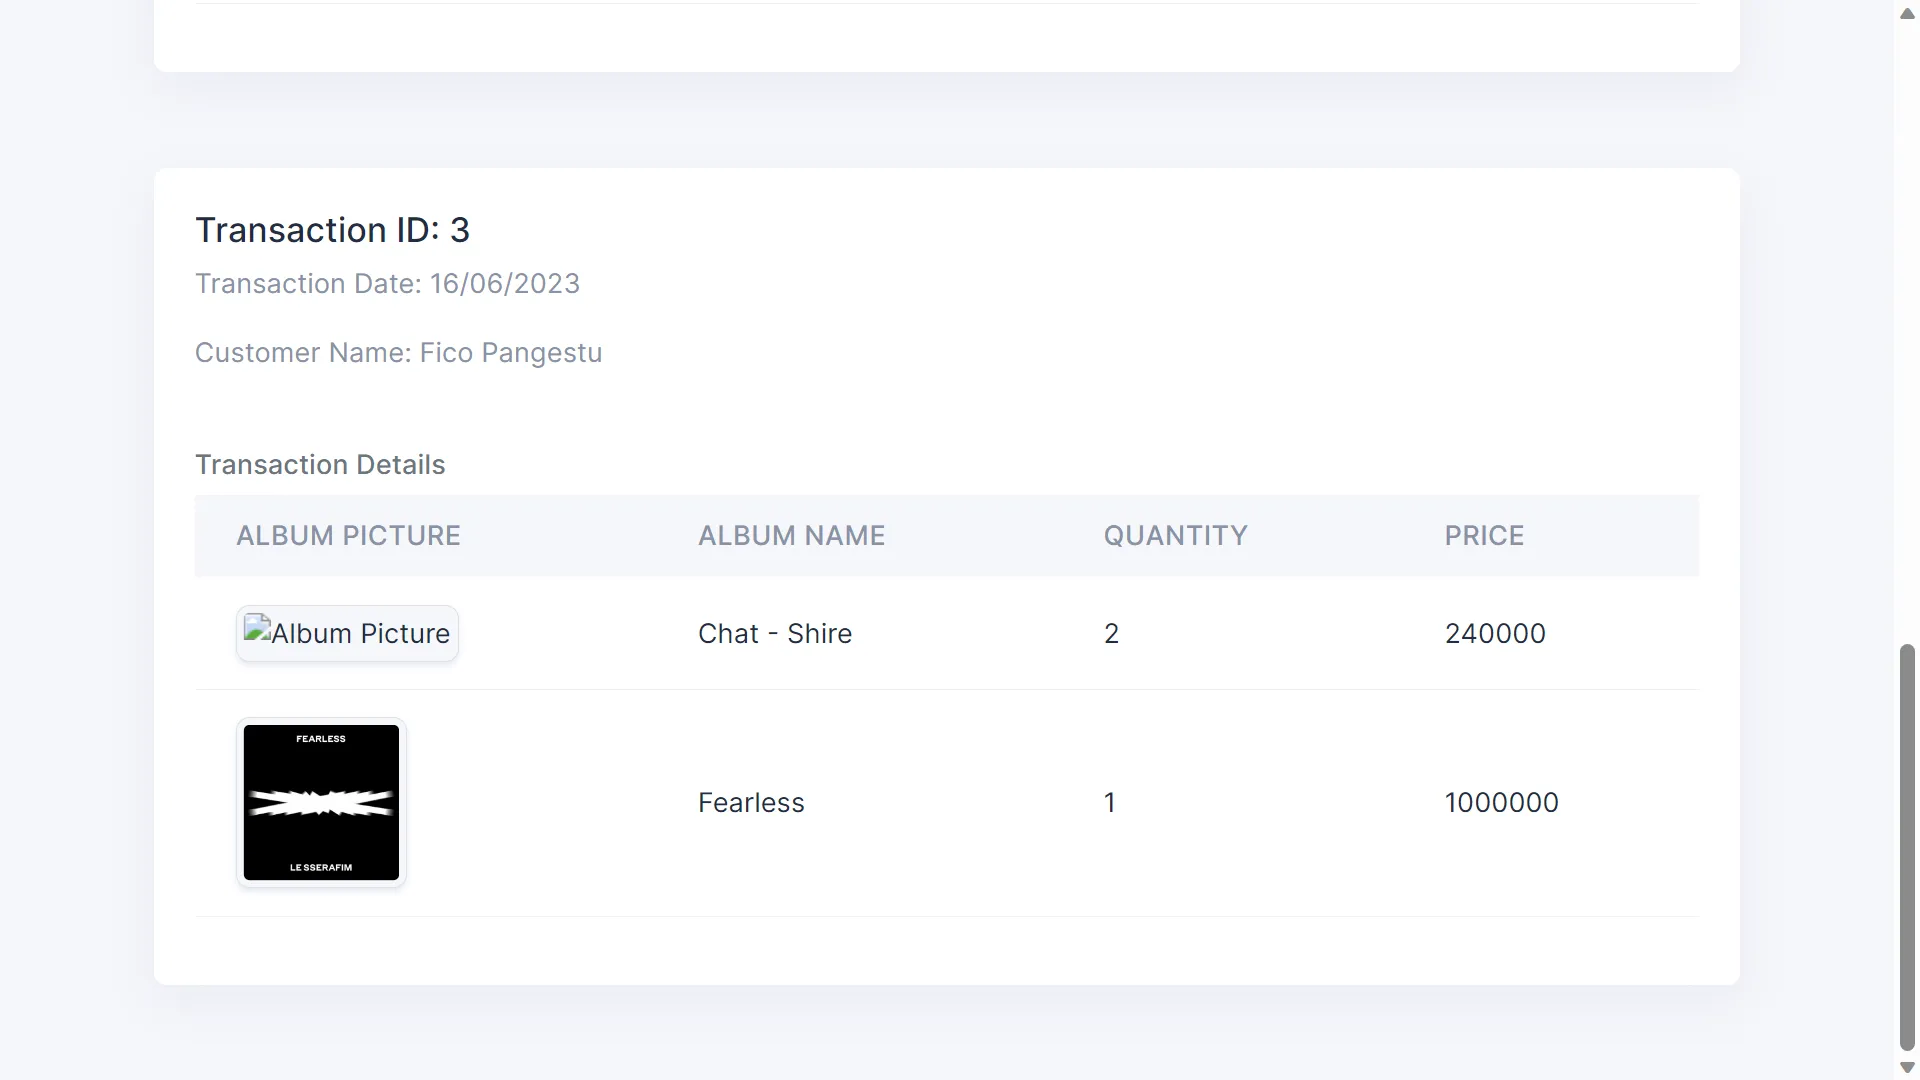 Transaction ID: 3
Transaction Date: 16/06/2023
Customer Name: Fico Pangestu
Transaction Details
ALBUM PICTURE ALBUM NAME QUANTITY PRICE
Album Picture Chat - Shire 2 240000
FEARLESS
Fearless 1 1000000
LE SSERAFIM